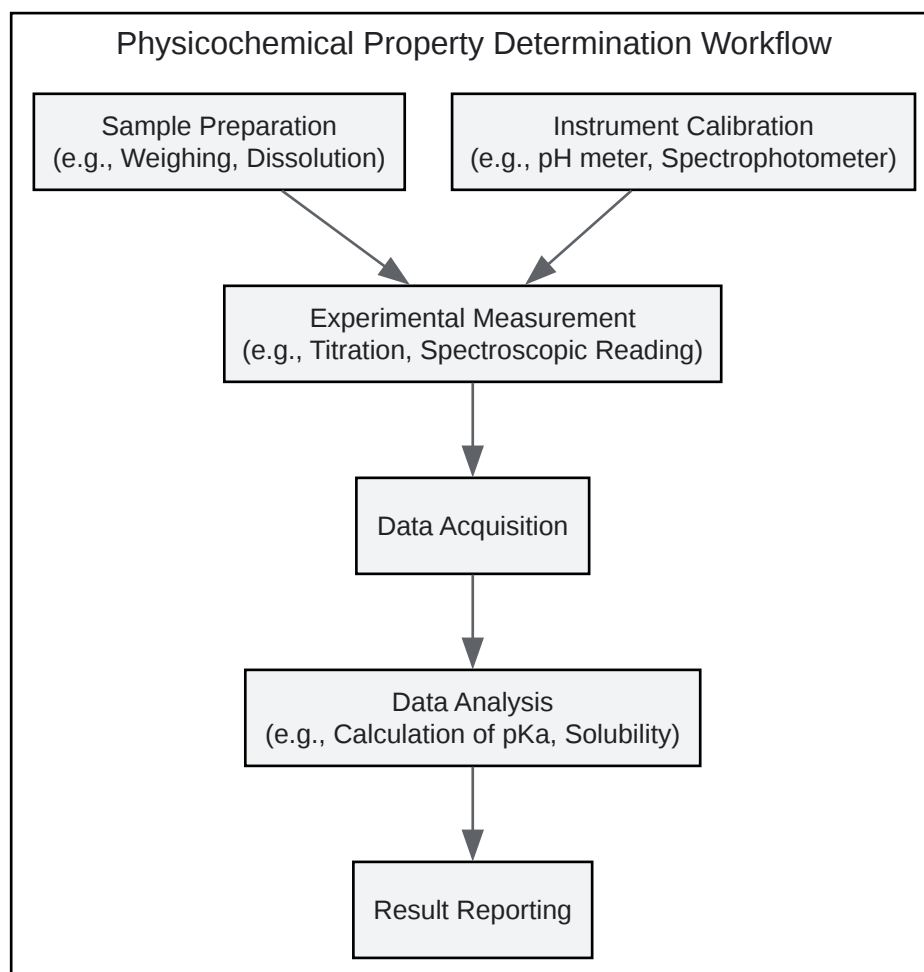 Physicochemical Property Determination Workflow
Sample Preparation
(e.g., Weighing, Dissolution)
Instrument Calibration
(e.g., pH meter, Spectrophotometer)
Experimental Measurement
(e.g., Titration, Spectroscopic Reading)
Data Acquisition
Data Analysis
(e.g., Calculation of pKa, Solubility)
Result Reporting